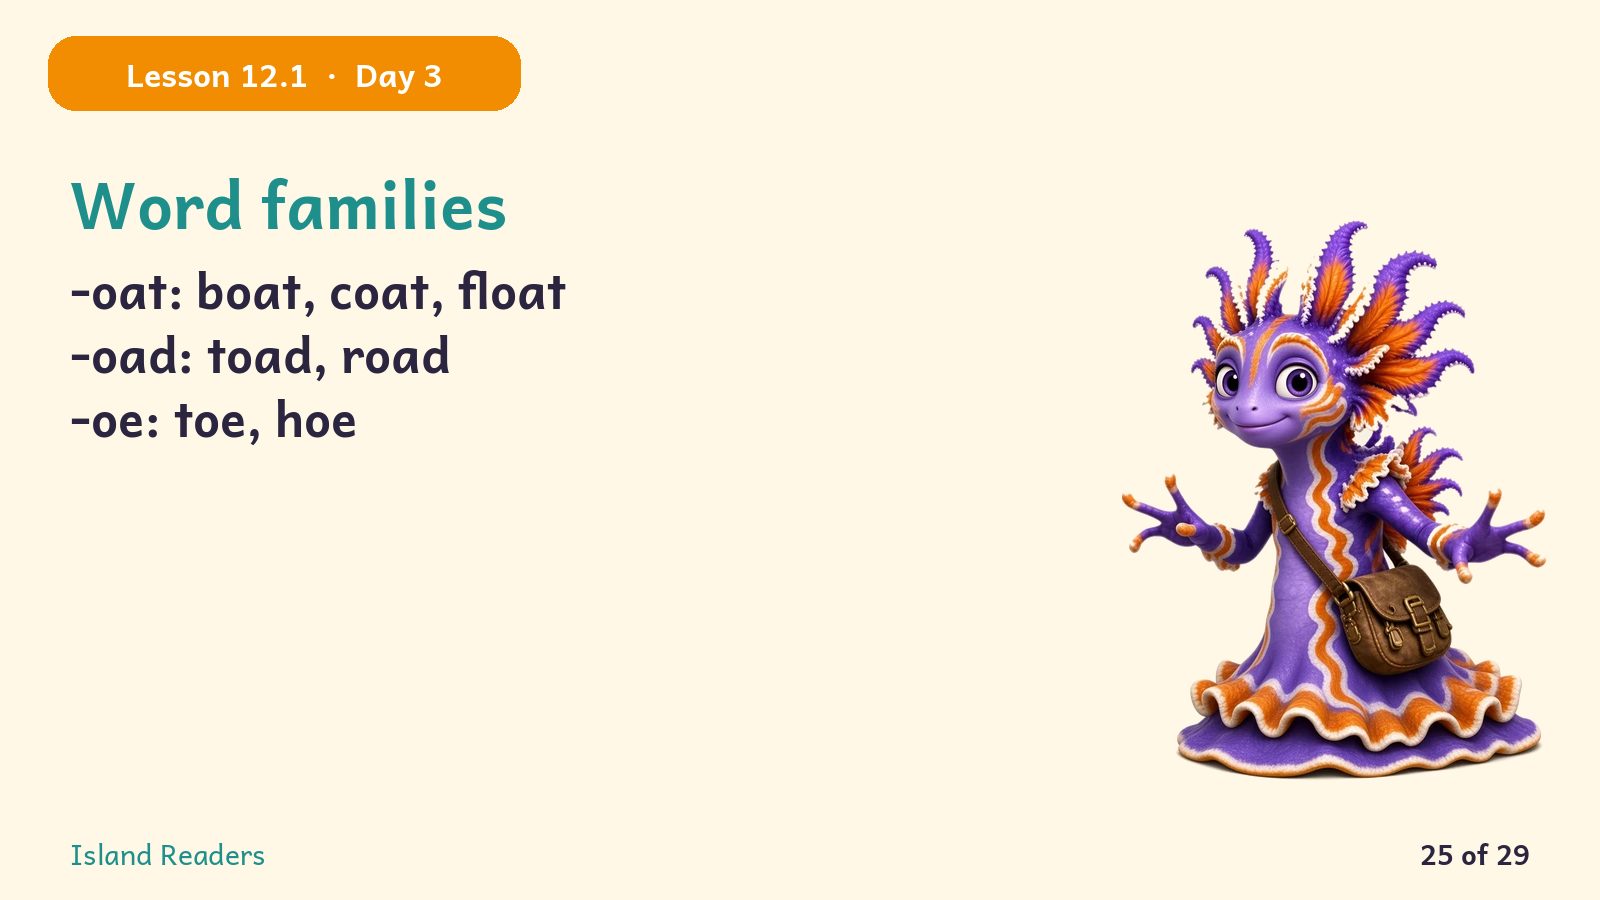 Lesson 12.1 · Day 3
Word families
-oat: boat, coat, float
-oad: toad, road
-oe: toe, hoe
Island Readers
25 of 29